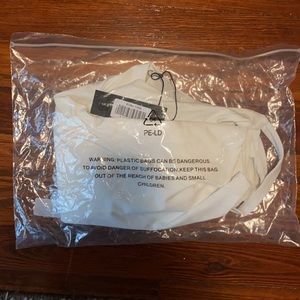 PE-LD
WARNING: PLASTIC BAGS CAN BE DANGEROUS.
TO AVOID DANGER OF SUFFOCATION,KEEP THIS BAG
OUT OF THE REACH OF BABIES AND SMALL
CHILDREN.